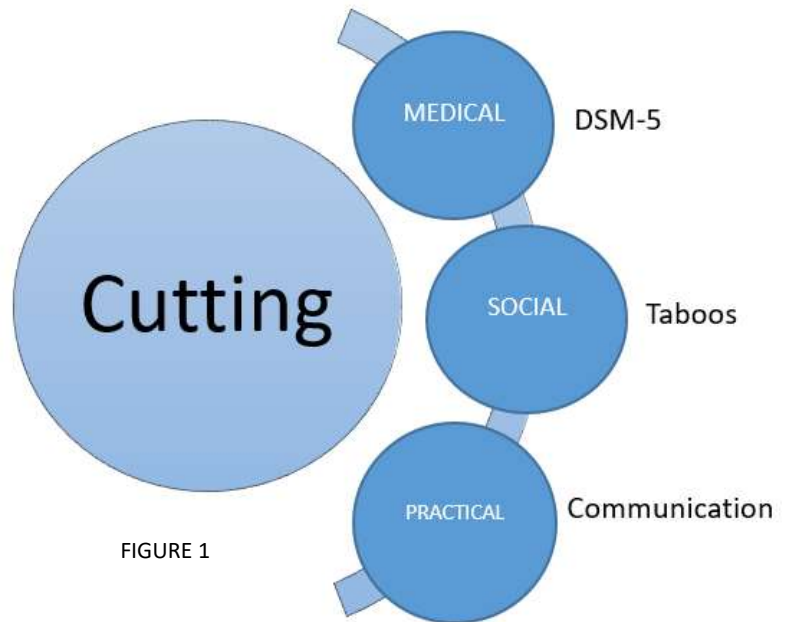 MEDICAL
DSM-5
Cutting
SOCIAL
Taboos
PRACTICAL
Communication
FIGURE 1